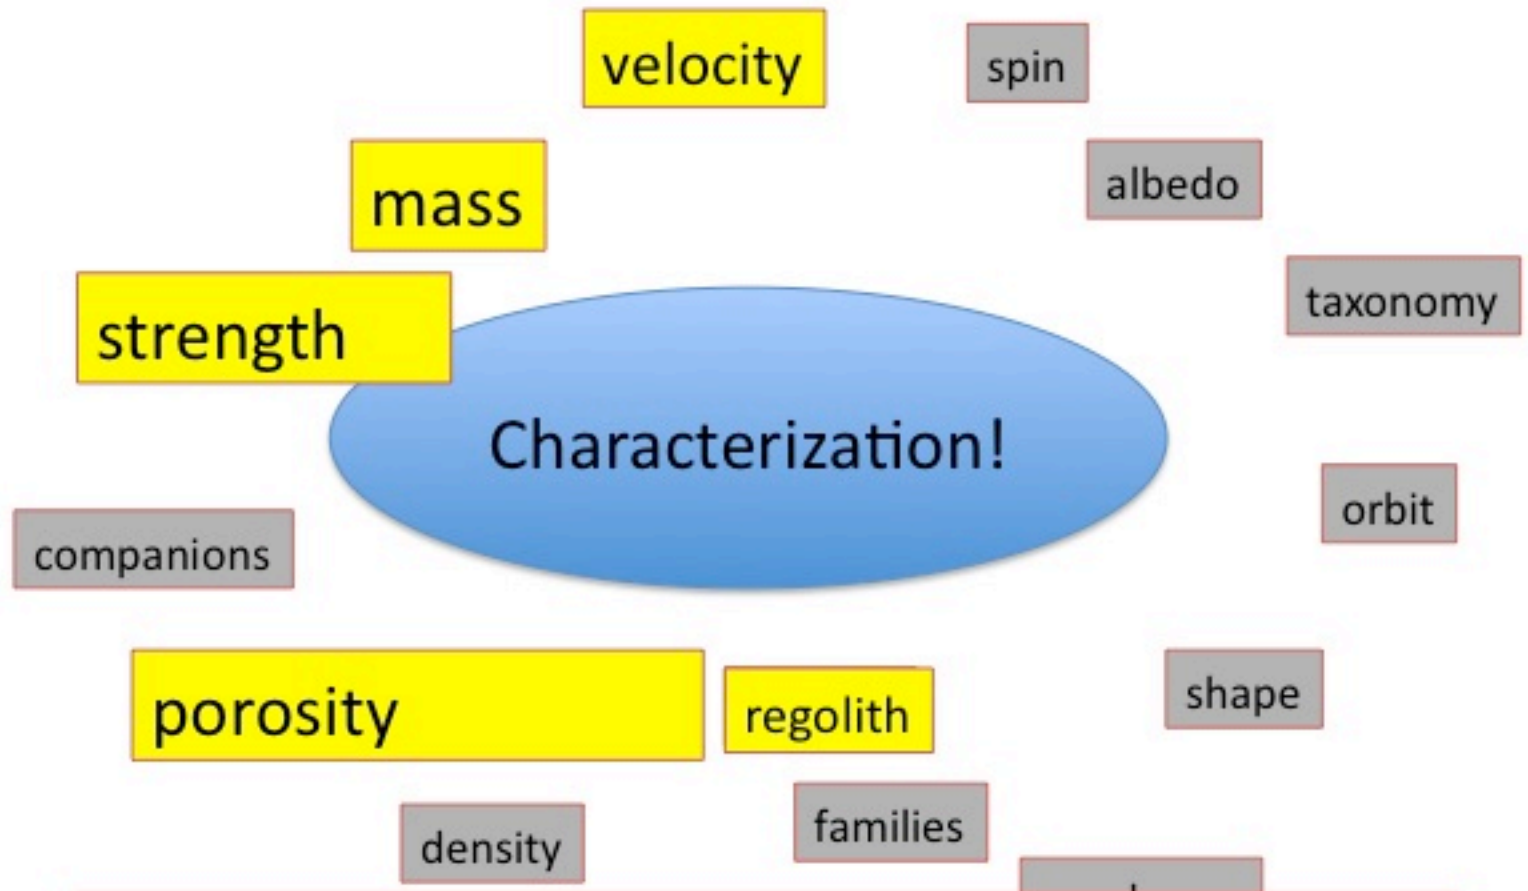 velocity
spin
mass
albedo
strength
taxonomy
Characterization!
companions
orbit
porosity
regolith
shape
density
families